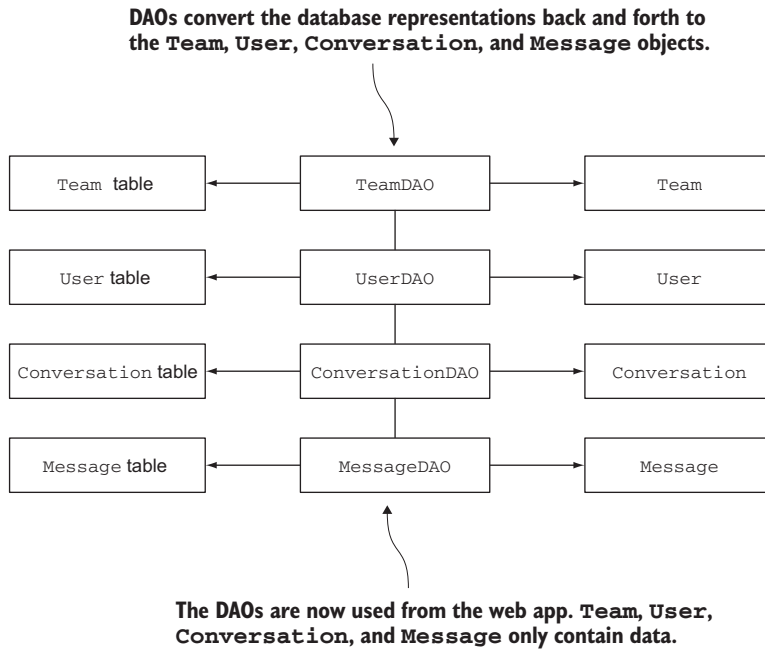 DAOs convert the database representations back and forth to
the Team, User, Conversation, and Message objects.
Team table
TeamDAO
Team
User table
UserDAO
User
Conversation table
ConversationDAO
Conversation
Message table
MessageDAO
Message
The DAOs are now used from the web app. Team, User,
Conversation, and Message only contain data.